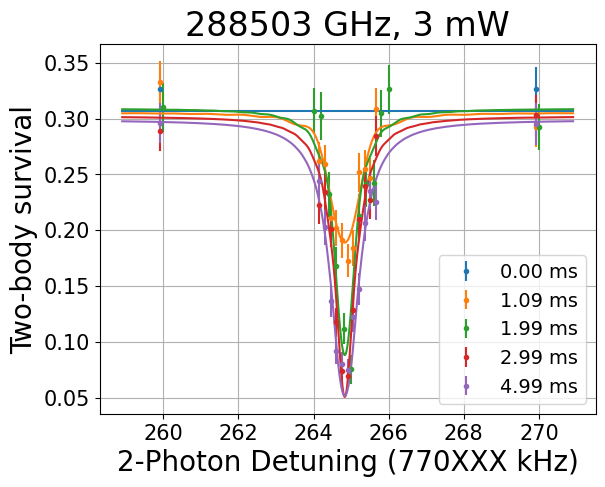 288503 GHz, 3 mW
Two-body survival
0.35
0.30
0.25
0.20
0.15
0.10
0.05
0.00 ms
1.09 ms
1.99 ms
2.99 ms
4.99 ms
260 262 264 266 268 270
2-Photon Detuning (770XXX kHz)